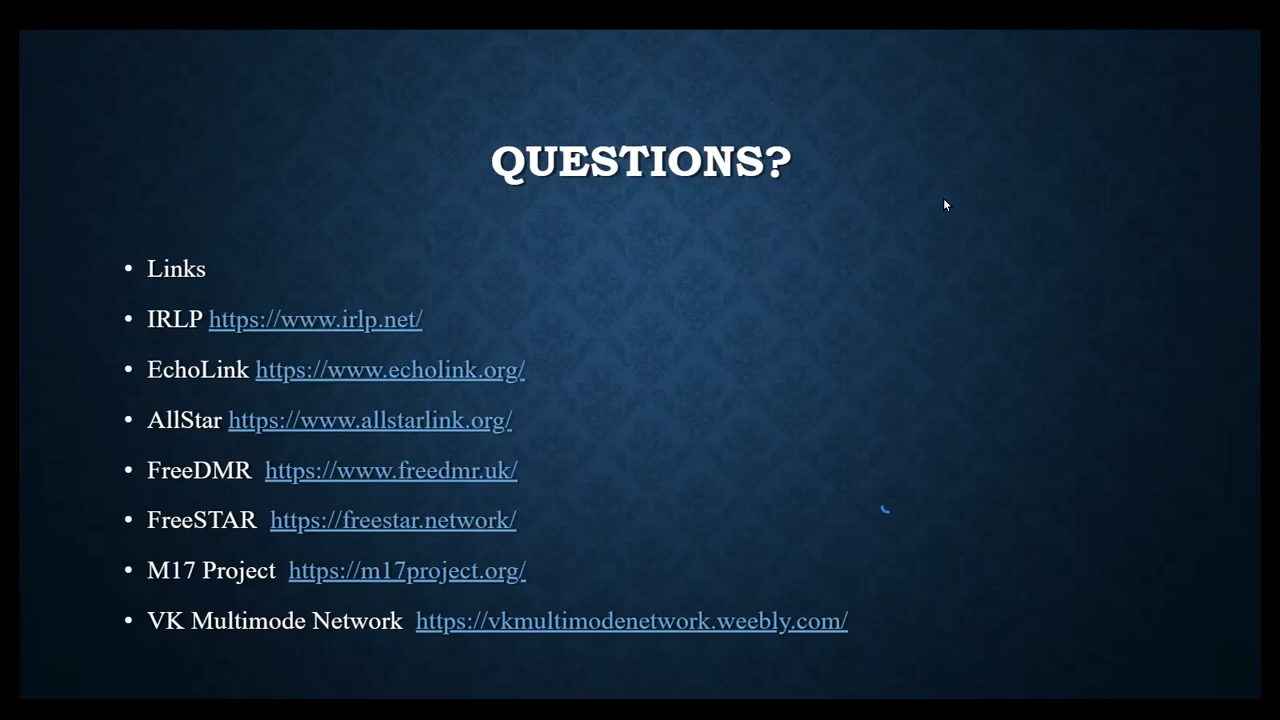 QUESTIONS?
• Links
• IRLP https://www.irlp.net/
• EchoLink https://www.echolink.org/
• AllStar https://www.allstarlink.org/
• FreeDMR https://www.freedmr.uk/
• FreeSTAR https://freestar.network/
• M17 Project https://m17project.org/
• VK Multimode Network https://vkmultimodenetwork.weebly.com/